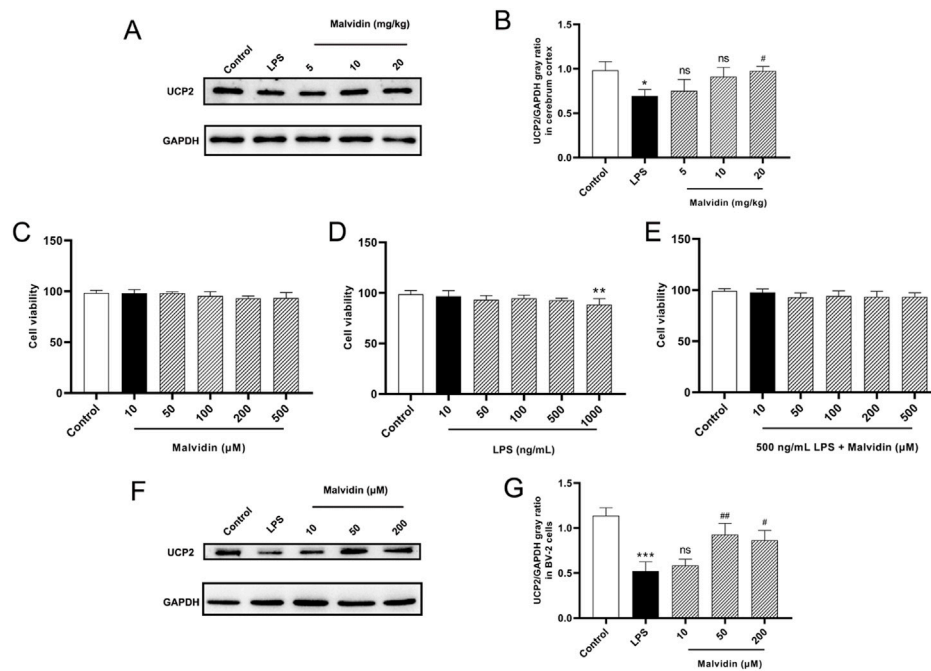 A
Malvidin (mg/kg)
Control
LPS
5
10
20
UCP2
GAPDH
B
UCP2/GAPDH gray ratio
in cerebrum cortex
1.5
1.0
0.5
0.0
*
ns
ns
#
Control
LPS
5
10
20
Malvidin (mg/kg)
C
Cell viability
150
100
50
0
Control
10
50
100
200
500
Malvidin (μM)
D
Cell viability
150
100
50
0
**
Control
10
50
100
500
1000
LPS (ng/mL)
E
Cell viability
150
100
50
0
Control
10
50
100
200
500
500 ng/mL LPS + Malvidin (μM)
F
Malvidin (μM)
Control
LPS
10
50
200
UCP2
GAPDH
G
UCP2/GAPDH gray ratio
in BV-2 cells
1.5
1.0
0.5
0.0
***
ns
##
#
Control
LPS
10
50
200
Malvidin (μM)